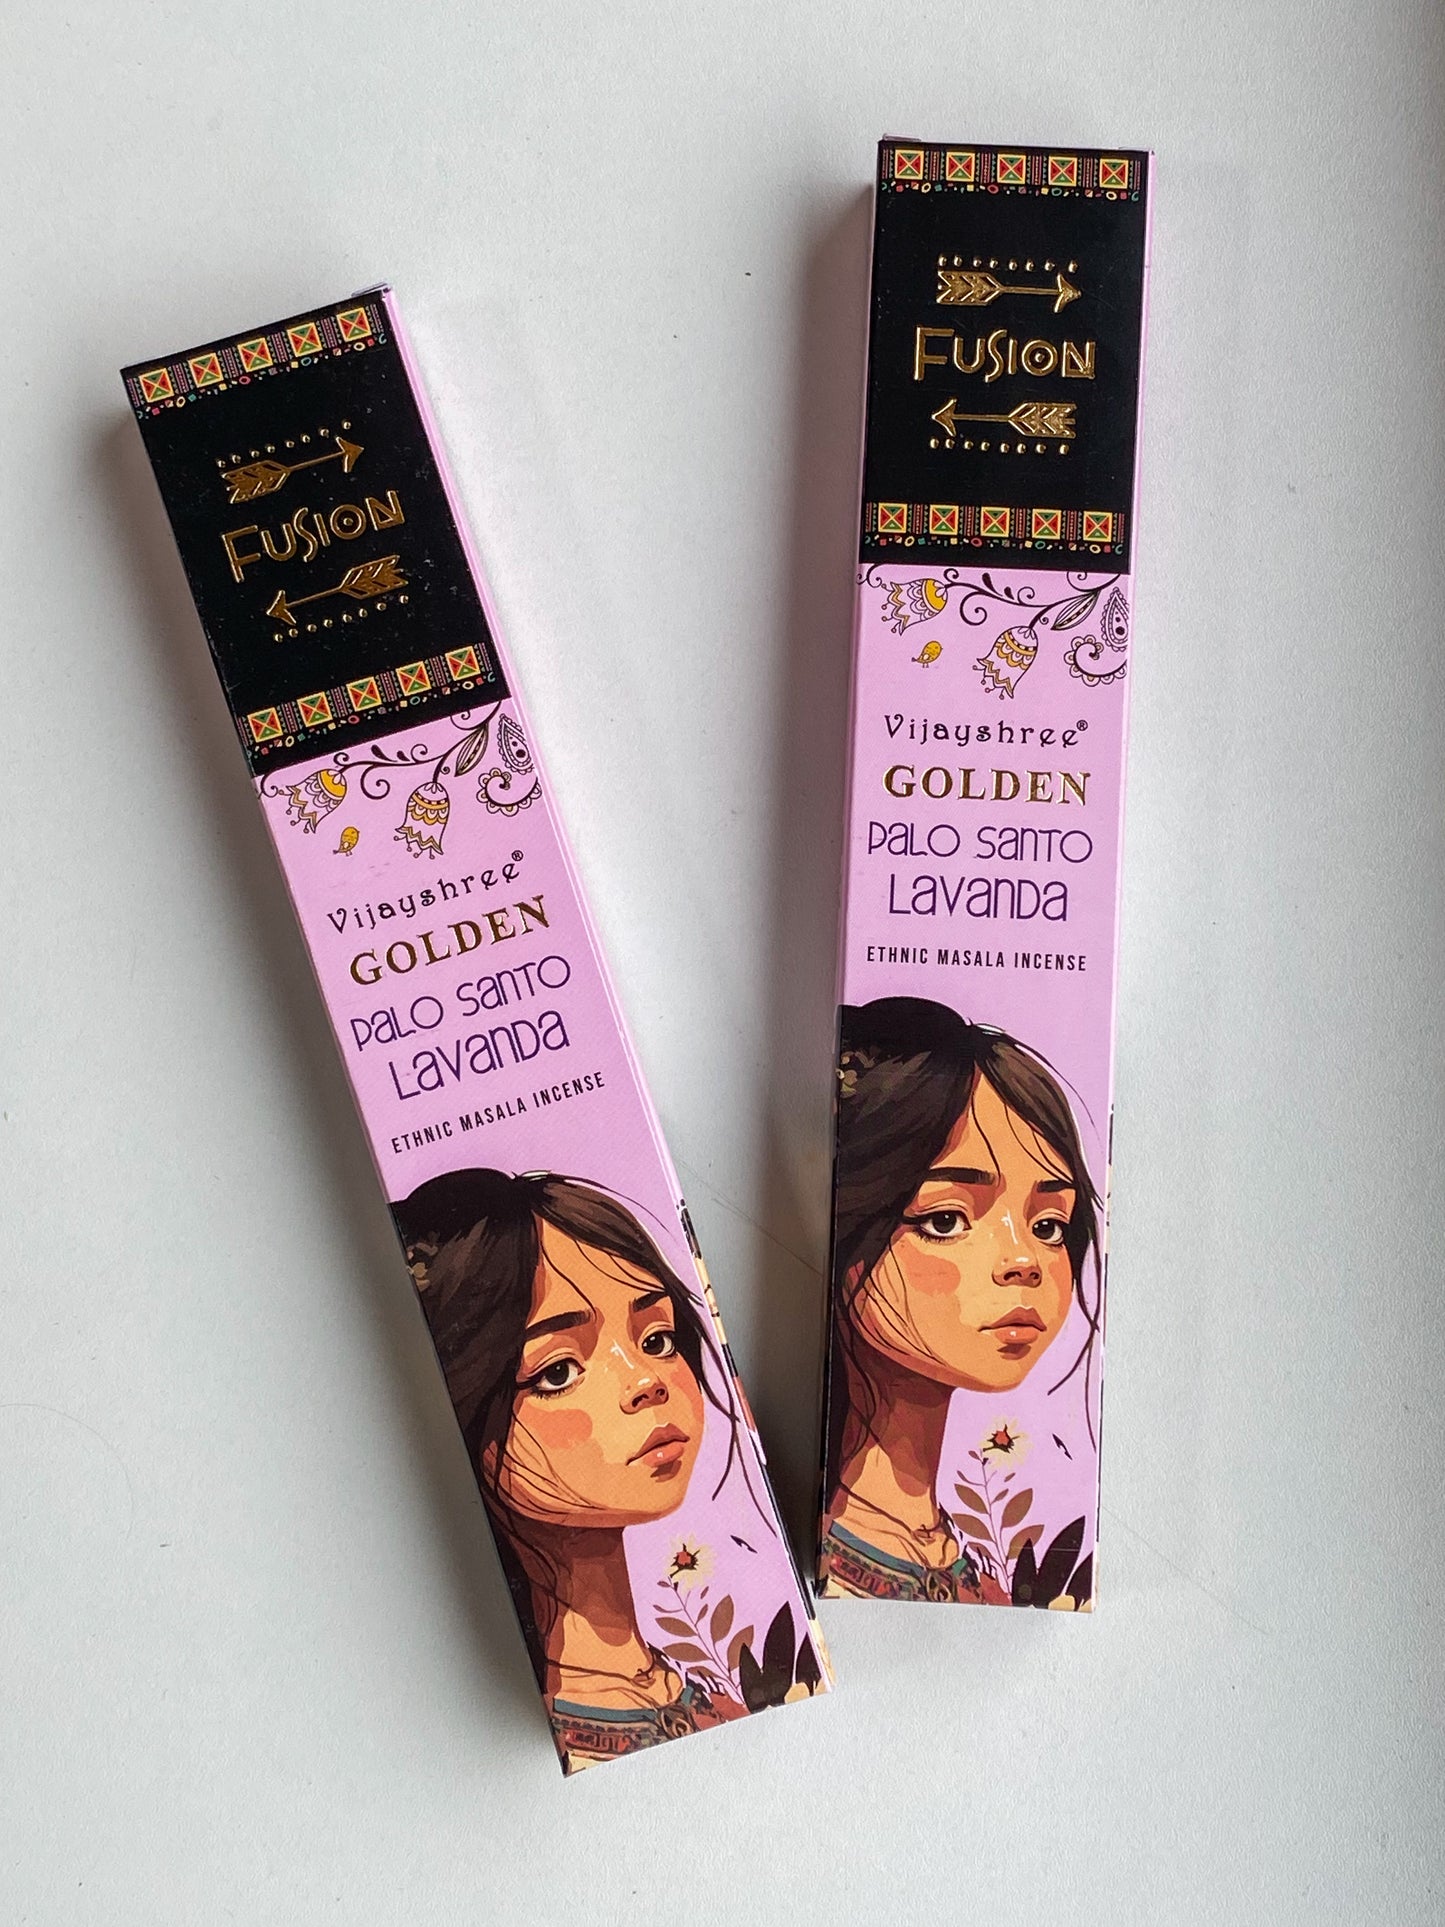 FUSION
Vijayshree®
GOLDEN
PALO SANTO
LAVANDA
ETHNIC MASALA INCENSE
FUSION
Vijayshree®
GOLDEN
PALO SANTO
LAVANDA
ETHNIC MASALA INCENSE